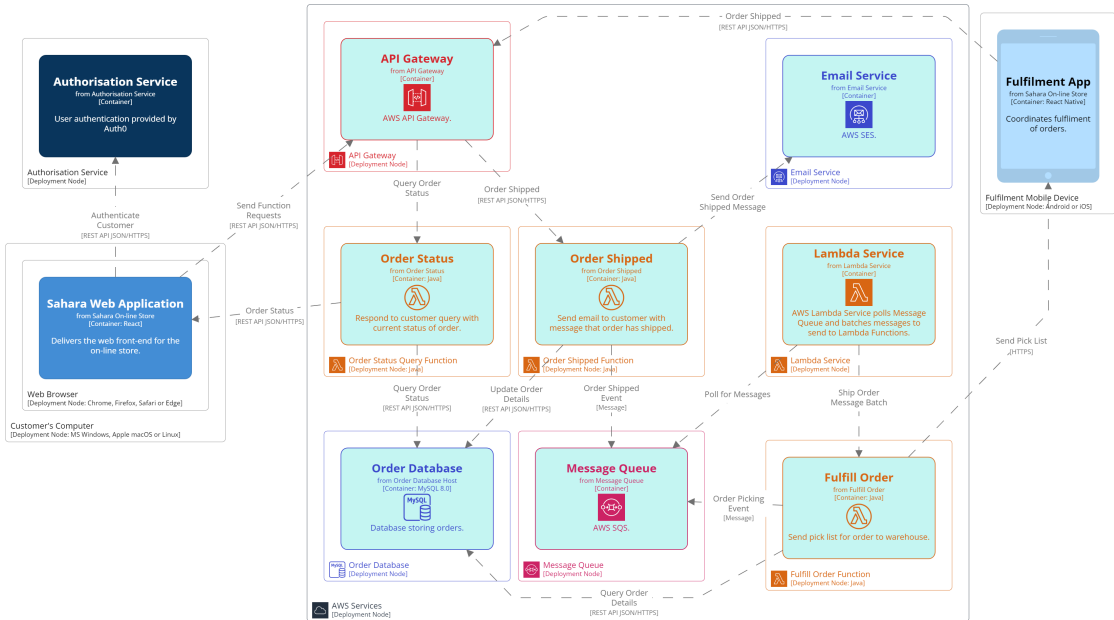 Authorisation Service
from Authorisation Service
[Container]
User authentication provided by
Auth0
Authorisation Service
[Deployment Node]
Authenticate
Customer
[REST API JSON/HTTPS]
Sahara Web Application
from Sahara On-line Store
[Container: React]
Delivers the web front-end for the
on-line store.
Web Browser
[Deployment Node: Chrome, Firefox, Safari or Edge]
Customer's Computer
[Deployment Node: MS Windows, Apple macOS or Linux]
Send Function
Requests
[REST API JSON/HTTPS]
Order Status
[REST API JSON/HTTPS]
API Gateway
from API Gateway
[Container]
AWS API Gateway.
API Gateway
[Deployment Node]
Order Shipped
[REST API JSON/HTTPS]
Query Order
Status
Order Shipped
[REST API JSON/HTTPS]
Send Order
Shipped Message
Email Service
from Email Service
[Container]
AWS SES.
Email Service
[Deployment Node]
Fulfilment App
from Sahara On-line Store
[Container: React Native]
Coordinates fulfilment
of orders.
Fulfilment Mobile Device
[Deployment Node: Android or iOS]
Order Status
from Order Status
[Container: Java]
Respond to customer query with
current status of order.
Order Status Query Function
[Deployment Node: Java]
Order Shipped
from Order Shipped
[Container: Java]
Send email to customer with
message that order has shipped.
Order Shipped Function
[Deployment Node: Java]
Lambda Service
from Lambda Service
[Container]
AWS Lambda Service polls Message
Queue and batches messages to
send to Lambda Functions.
Lambda Service
[Deployment Node]
Send Pick List
[HTTPS]
Query Order
Status
[REST API JSON/HTTPS]
Update Order
Details
[REST API JSON/HTTPS]
Order Shipped
Event
[Message]
Poll for Messages
Ship Order
Message Batch
Order Database
from Order Database Host
[Container: MySQL 8.0]
MySQL
Database storing orders.
MySQL
Order Database
[Deployment Node]
Message Queue
from Message Queue
[Container]
AWS SQS.
Message Queue
[Deployment Node]
Order Picking
Event
[Message]
Fulfill Order
from Fulfill Order
[Container: Java]
Send pick list for order to warehouse.
Fulfill Order Function
[Deployment Node: Java]
Query Order
Details
[REST API JSON/HTTPS]
AWS Services
[Deployment Node]